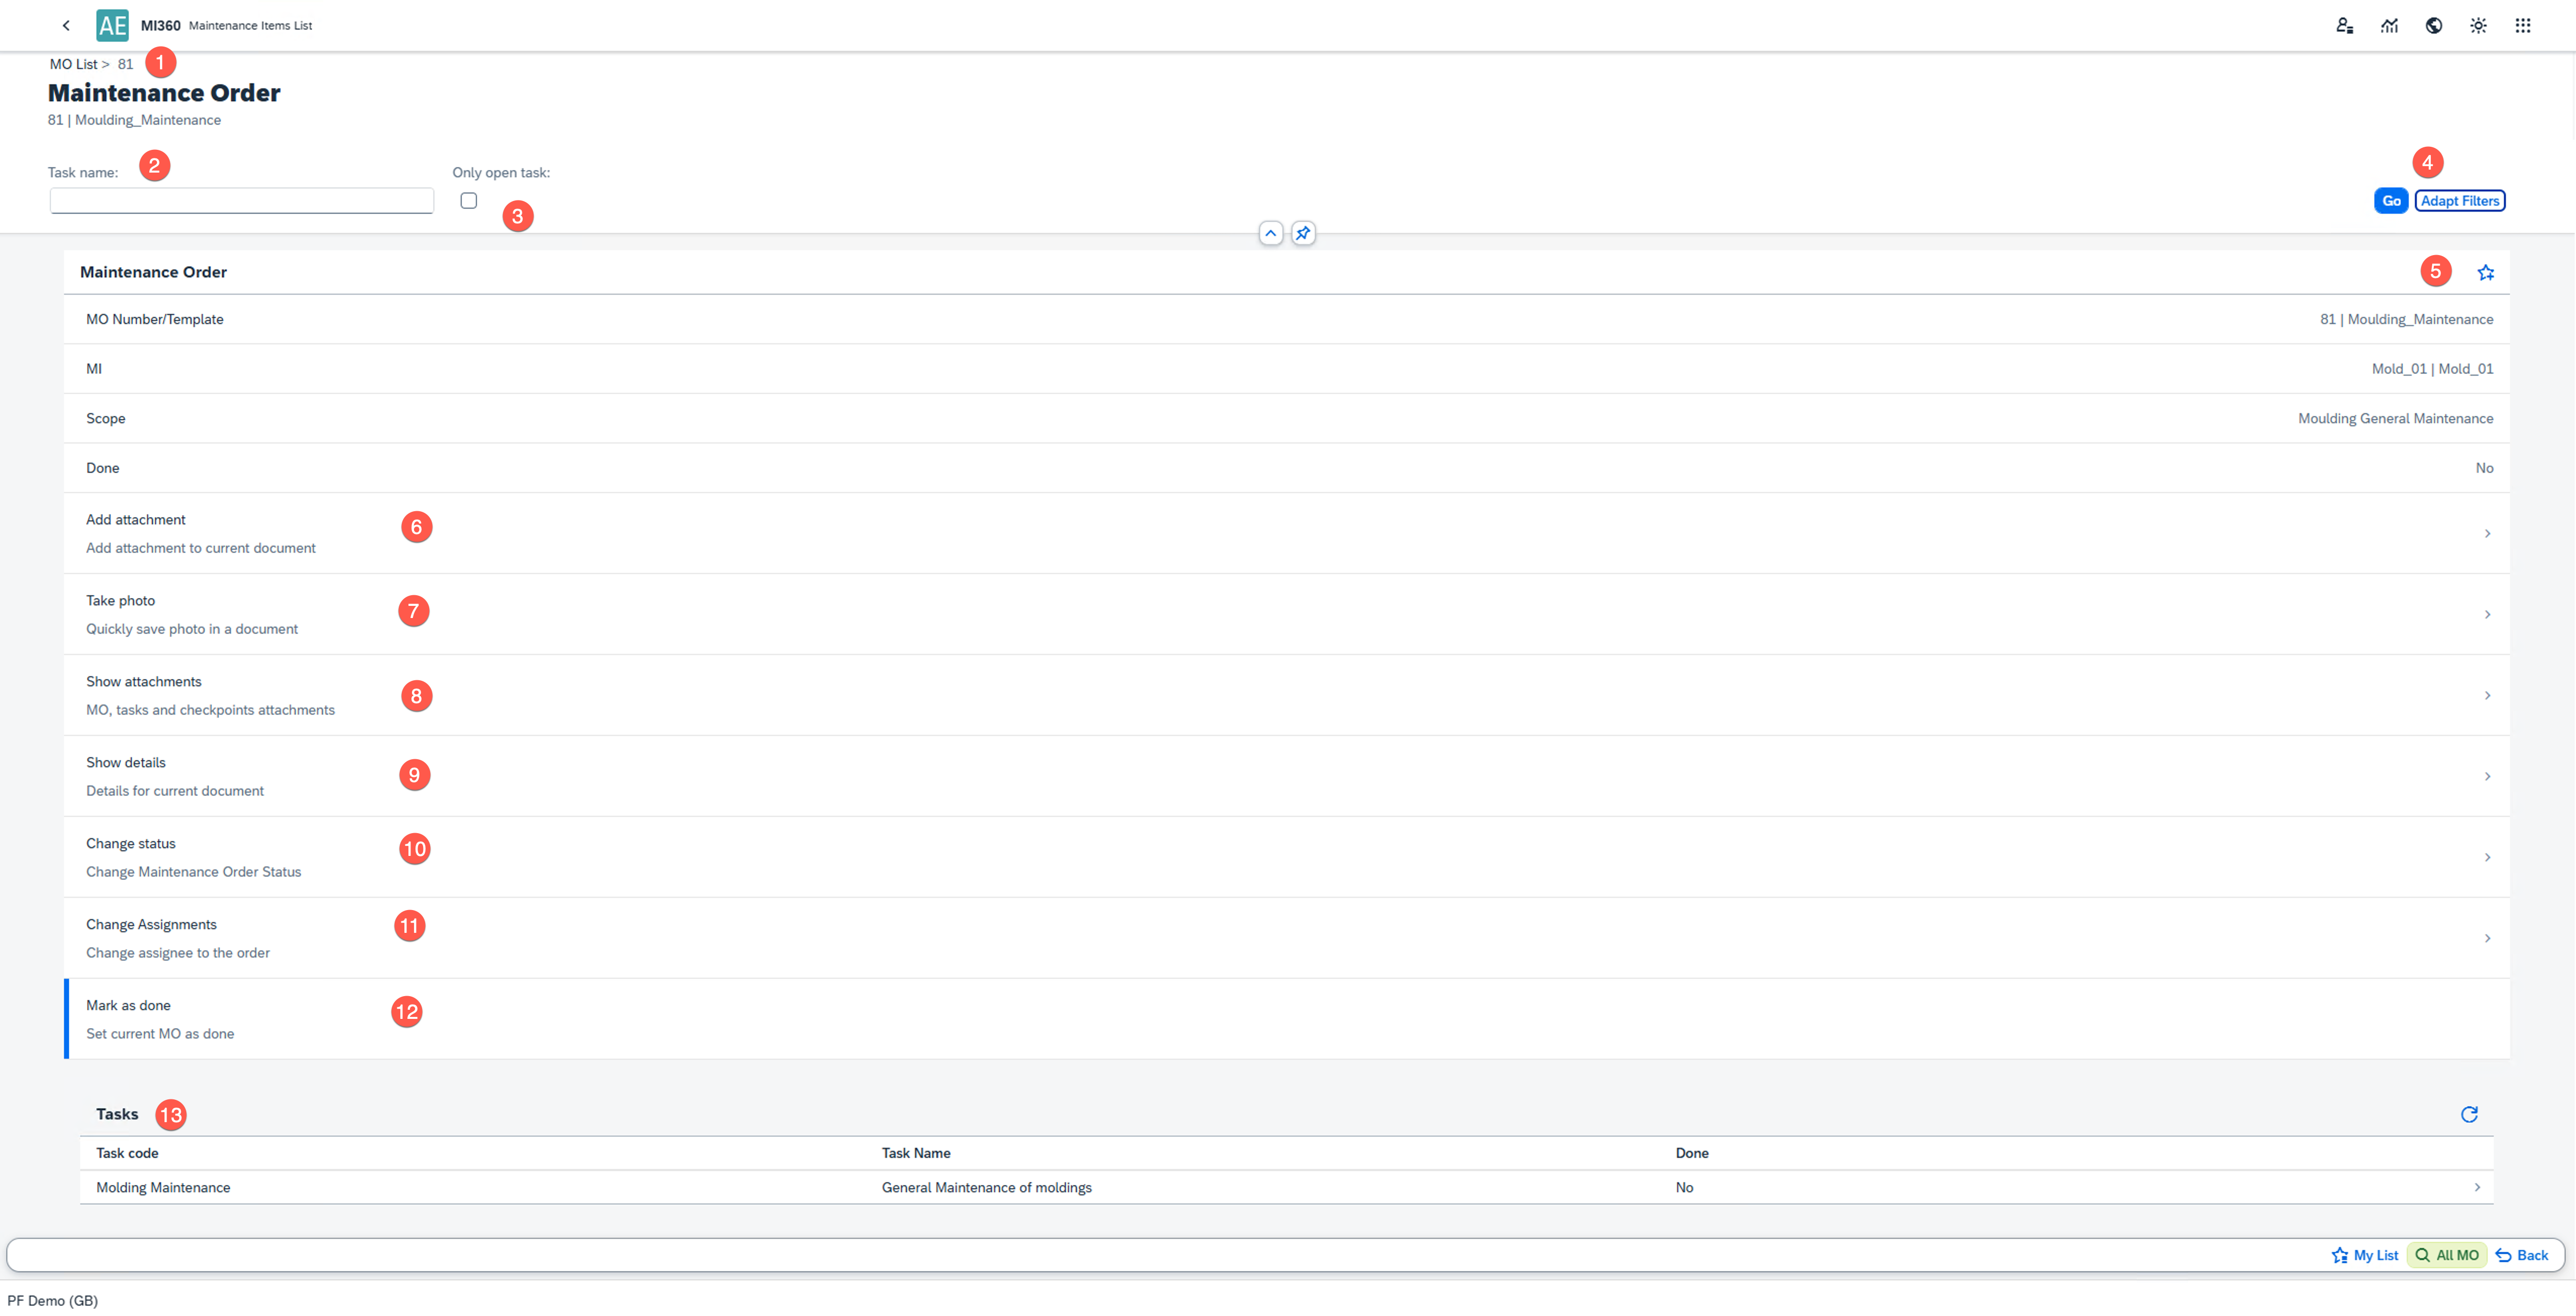 AE MI360 Maintenance Items List
MO List > 81 1
Maintenance Order
81 | Moulding_Maintenance
Task name: 2 Only open task: 4
3 Go Adapt Filters
Maintenance Order 5
MO Number/Template 81 | Moulding_Maintenance
MI Mold_01 | Mold_01
Scope Moulding General Maintenance
Done No
Add attachment 6
Add attachment to current document
Take photo 7
Quickly save photo in a document
Show attachments 8
MO, tasks and checkpoints attachments
Show details 9
Details for current document
Change status 10
Change Maintenance Order Status
Change Assignments 11
Change assignee to the order
Mark as done 12
Set current MO as done
Tasks 13
Task code Task Name Done
Molding Maintenance General Maintenance of moldings No
My List All MO Back
PF Demo (GB)